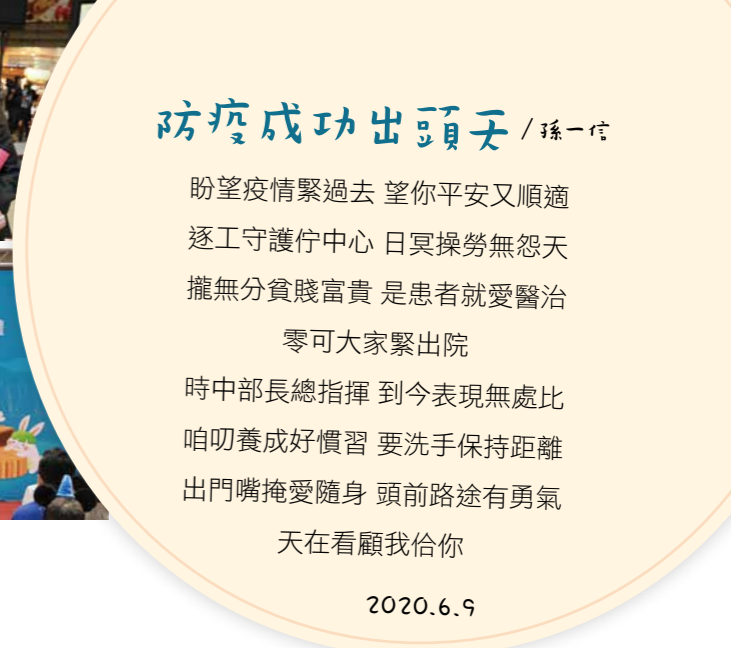 防疫成功出頭天/孫一信
盼望疫情緊過去 望你平安又順適
逐工守護佇中心 日冥操勞無怨天
攏無分貧賤富貴 是患者就愛醫治
零可大家緊出院
時中部長總指揮 到今表現無處比
咱叨養成好慣習 要洗手保持距離
出門嘴掩愛隨身 頭前路途有勇氣
天在看顧我佮你
2020.6.9